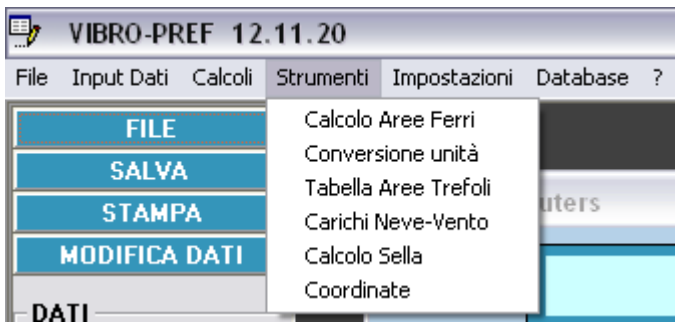 VIBRO-PREF 12.11.20
File Input Dati Calcoli Strumenti Impostazioni Database ?
FILE
SALVA
STAMPA
MODIFICA DATI
DATI
Calcolo Aree Ferri
Conversione unità
Tabella Aree Trefoli
Carichi Neve-Vento
Calcolo Sella
Coordinate
uters